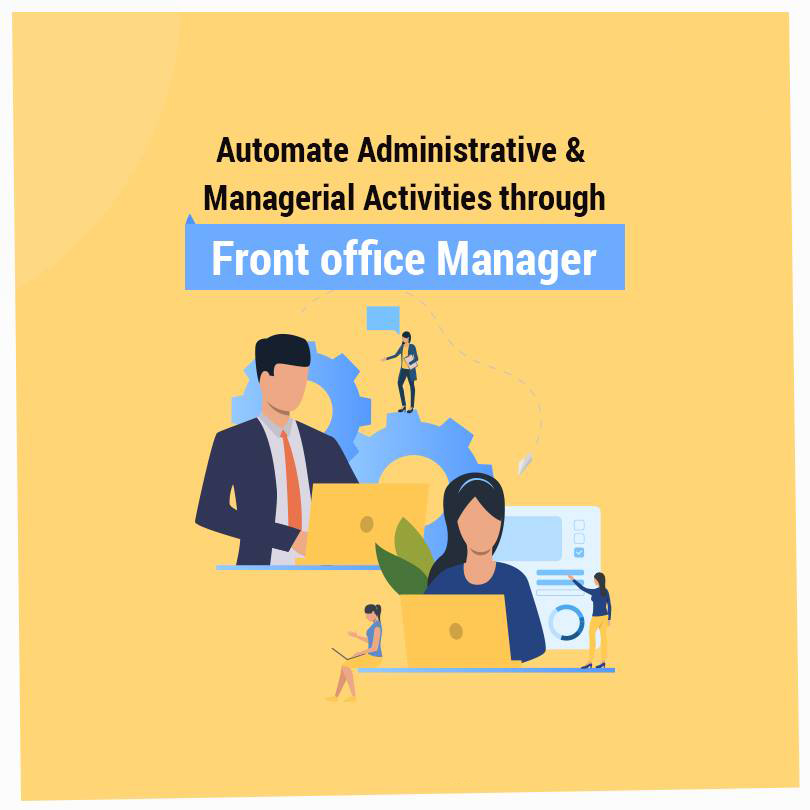 Automate Administrative &
Managerial Activities through
Front office Manager